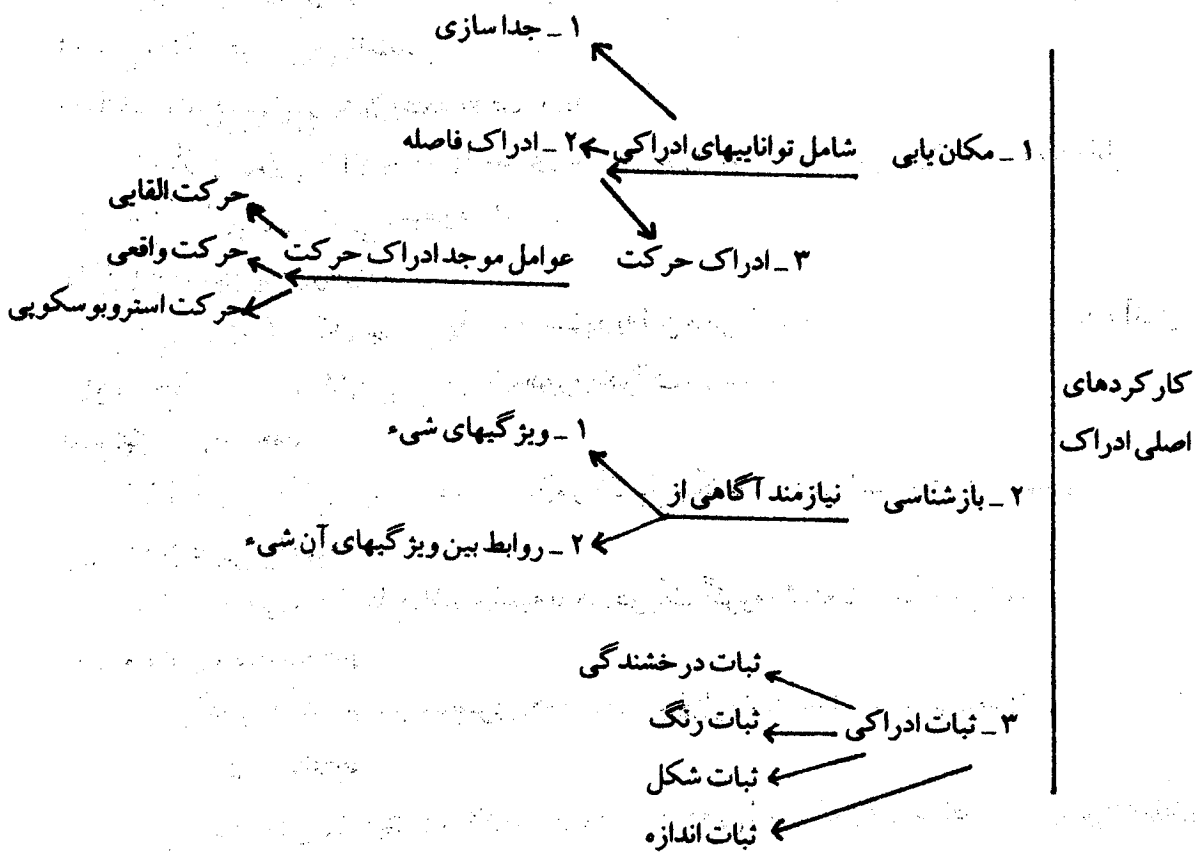 کارکردهای
اصلی ادراک
۱ _ مکان یابی شامل تواناییهای ادراکی
۱ _ جدا سازی
۲ _ ادراک فاصله
۳ _ ادراک حرکت عوامل موجد ادراک حرکت
حرکت القایی
حرکت واقعی
حرکت استروبوسکوپی
۲ _ بازشناسی نیازمند آگاهی از
۱ _ ویژگیهای شیء
۲ _ روابط بین ویژگیهای آن شیء
۳ _ ثبات ادراکی
ثبات درخشندگی
ثبات رنگ
ثبات شکل
ثبات اندازه